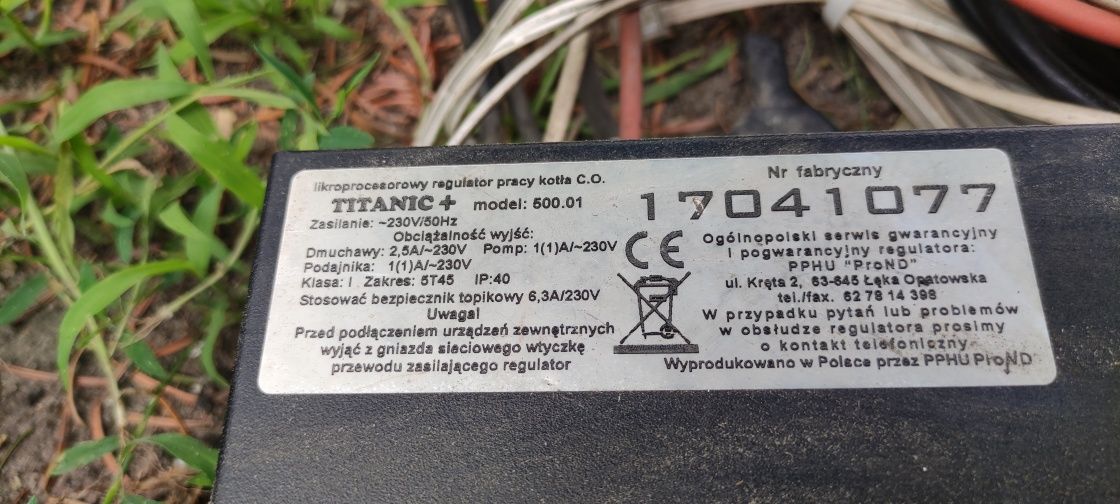 likroprocesorowy regulator pracy kotła C.O.
TITANIC + model: 500.01
Zasilanie: ~230V/50Hz
Obciążalność wyjść:
Dmuchawy: 2,5A/~230V Pomp: 1(1)A/~230V
Podajnika: 1(1)A/~230V
Klasa: I Zakres: 5T45 IP:40
Stosować bezpiecznik topikowy 6,3A/230V
Uwaga!
Przed podłączeniem urządzeń zewnętrznych
wyjąć z gniazda sieciowego wtyczkę
przewodu zasilającego regulator
Nr fabryczny
17041077
CE
Ogólnopolski serwis gwarancyjny
i pogwarancyjny regulatora:
PPHU "ProND"
ul. Kręta 2, 63-645 Łęka Opatowska
tel./fax. 62 78 14 398
W przypadku pytań lub problemów
w obsłudze regulatora prosimy
o kontakt telefoniczny
Wyprodukowano w Polsce przez PPHU ProND